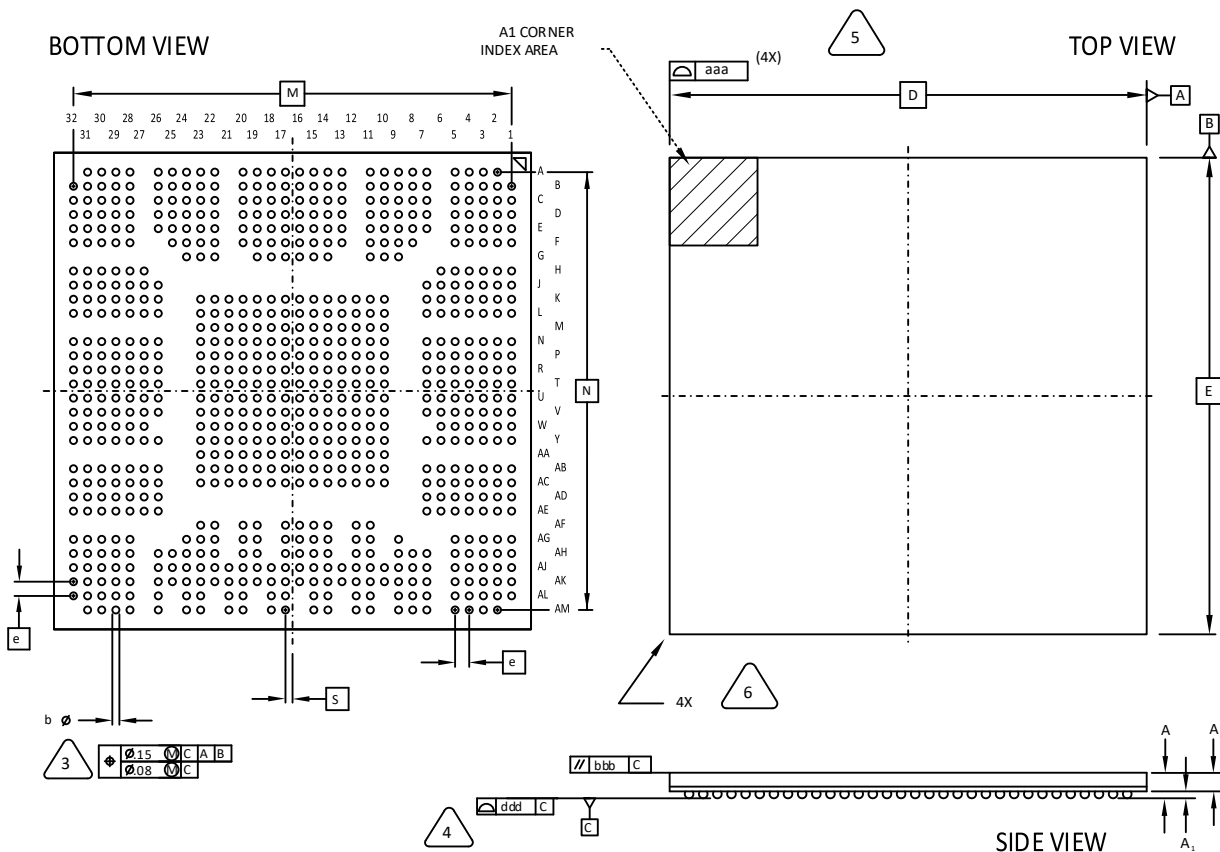 BOTTOM VIEW
A1 CORNER
INDEX AREA
5
TOP VIEW
aaa
(4X)
M
D
A
B
32 30 28 26 24 22 20 18 16 14 12 10 8 6 4 2
31 29 27 25 23 21 19 17 15 13 11 9 7 5 3 1
A
B
C
D
E
F
G
H
J
K
L
M
N
P
R
T
U
V
W
Y
AA
AB
AC
AD
AE
AF
AG
AH
AJ
AK
AL
AM
N
E
e
e
S
b Ø
3
⌖ Ø.15 Ⓜ C A B
Ø.08 Ⓜ C
4X
6
// bbb C
ddd C
4
C
A A
A1
SIDE VIEW